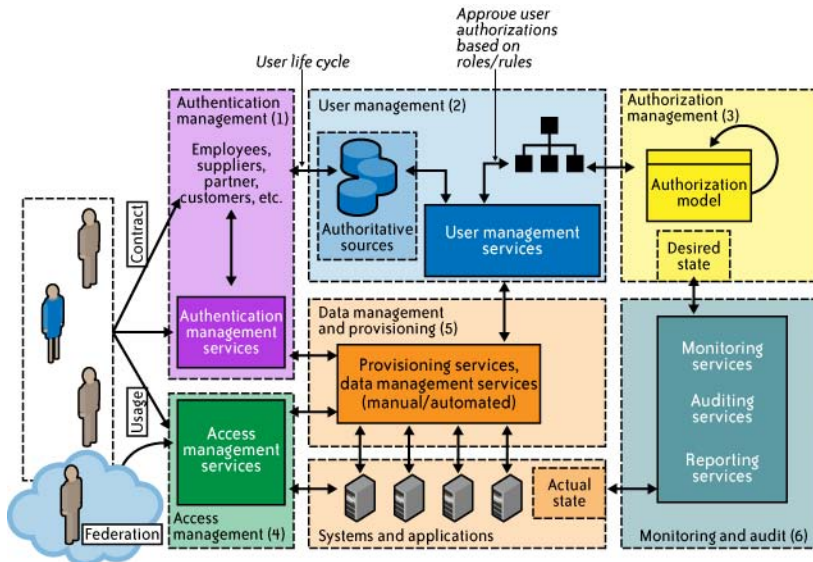 Approve user
authorizations
based on
roles/rules
User life cycle
Authentication
management (1)
Employees,
suppliers,
partner,
customers, etc.
Authentication
management
services
User management (2)
Authoritative
sources
User management
services
Authorization
management (3)
Authorization
model
Desired
state
Contract
Usage
Federation
Data management
and provisioning (5)
Provisioning services,
data management services
(manual/automated)
Access
management
services
Access
management (4)
Actual
state
Systems and applications
Monitoring
services
Auditing
services
Reporting
services
Monitoring and audit (6)